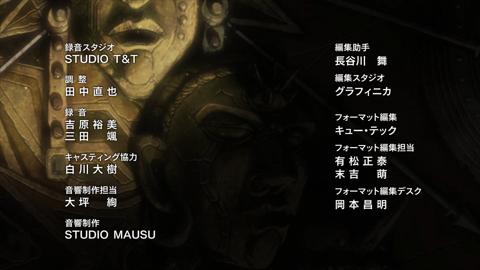 録音スタジオ
STUDIO T&T
調 整
田中直也
録 音
吉原裕美
三田 颯
キャスティング協力
白川大樹
音響制作担当
大坪 絢
音響制作
STUDIO MAUSU
編集助手
長谷川 舞
編集スタジオ
グラフィニカ
フォーマット編集
キュー・テック
フォーマット編集担当
有松正泰
末吉 萌
フォーマット編集デスク
岡本昌明